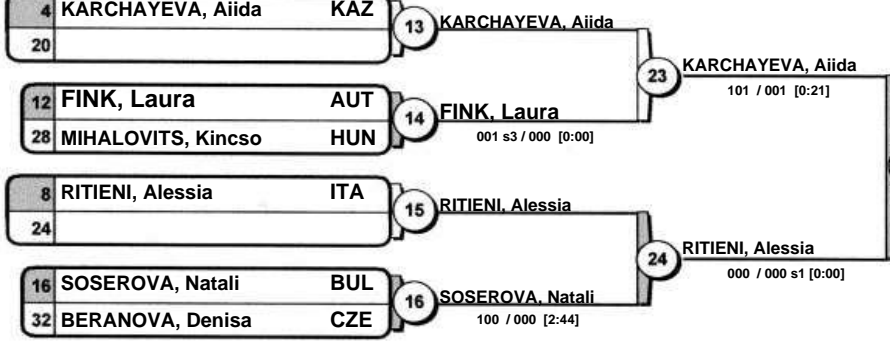 4 KARCHAYEVA, Aiida KAZ
20
13
KARCHAYEVA, Aiida
12 FINK, Laura AUT
28 MIHALOVITS, Kincso HUN
14
FINK, Laura
001 s3 / 000 [0:00]
23
KARCHAYEVA, Aiida
101 / 001 [0:21]
8 RITIENI, Alessia ITA
24
15
RITIENI, Alessia
16 SOSEROVA, Natali BUL
32 BERANOVA, Denisa CZE
16
SOSEROVA, Natali
100 / 000 [2:44]
24
RITIENI, Alessia
000 / 000 s1 [0:00]